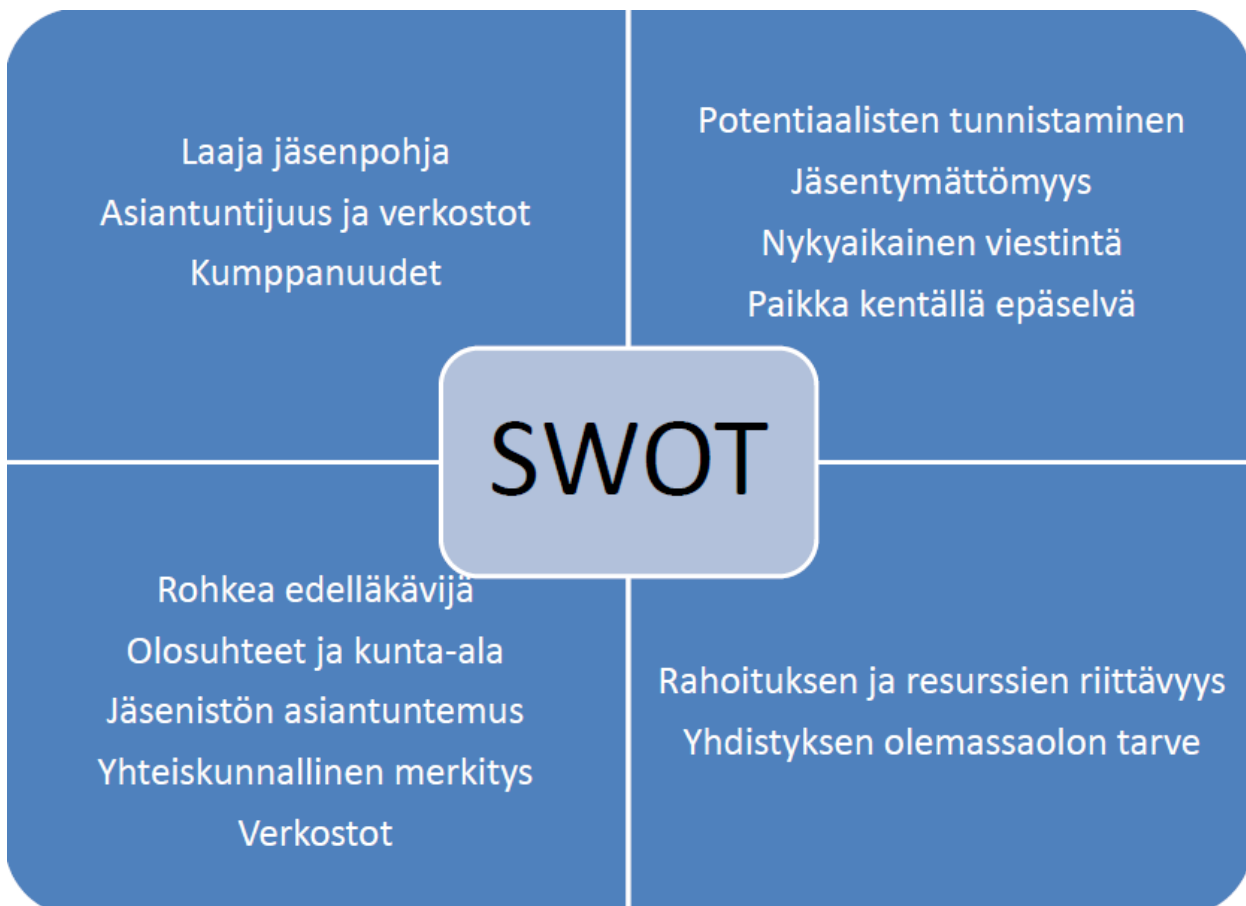 Laaja jäsenpohja
Asiantuntijuus ja verkostot
Kumppanuudet
Potentiaalisten tunnistaminen
Jäsentymättömyys
Nykyaikainen viestintä
Paikka kentällä epäselvä
SWOT
Rohkea edelläkävijä
Olosuhteet ja kunta-ala
Jäsenistön asiantuntemus
Yhteiskunnallinen merkitys
Verkostot
Rahoituksen ja resurssien riittävyys
Yhdistyksen olemassaolon tarve